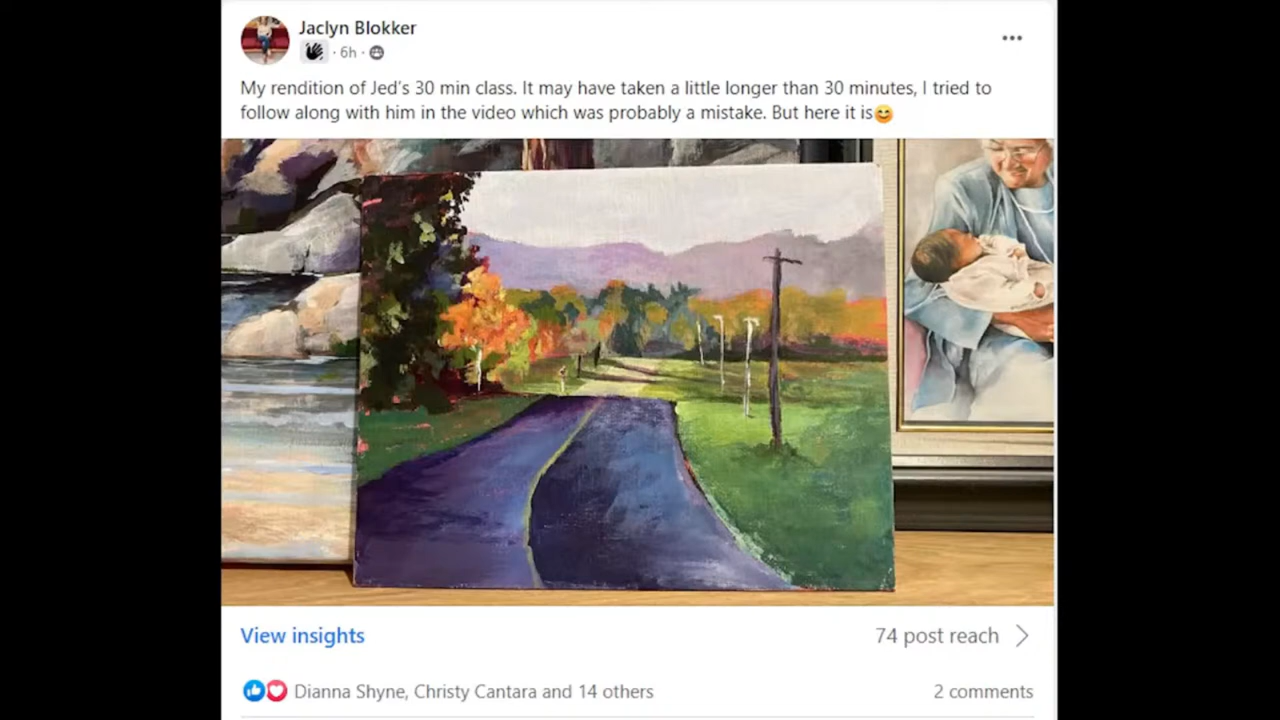 Jaclyn Blokker
· 6h ·
My rendition of Jed's 30 min class. It may have taken a little longer than 30 minutes, I tried to
follow along with him in the video which was probably a mistake. But here it is😊
View insights
74 post reach
Dianna Shyne, Christy Cantara and 14 others
2 comments